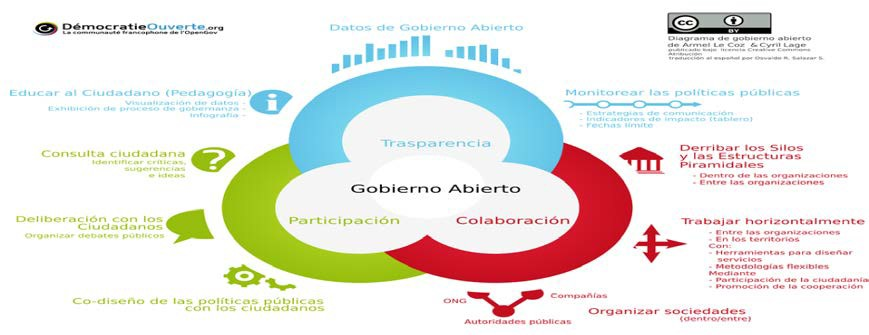 DémocratieOuverte.org
La communauté francophone de l'OpenGov
Datos de Gobierno Abierto
cc
BY
Diagrama de gobierno abierto
de Armel Le Coz & Cyril Lage
publicado bajo licencia Creative Commons
Atribución
traducción al español por Osvaldo R. Salazar S.
Educar al Ciudadano (Pedagogía)
Visualización de datos -
Exhibición de proceso de gobernanza -
Infografía -
Monitorear las políticas públicas
- Estrategias de comunicación
- Indicadores de impacto (tablero)
- Fechas límite
Trasparencia
Consulta ciudadana
Identificar críticas,
sugerencias
e ideas
?
Derribar los Silos
y las Estructuras
Piramidales
- Dentro de las organizaciones
- Entre las organizaciones
Gobierno Abierto
Participación
Colaboración
Deliberación con los
Ciudadanos
Organizar debates públicos
Trabajar horizontalmente
- Entre las organizaciones
- En los territorios
Con:
- Herramientas para diseñar
servicios
- Metodologías flexibles
Mediante
- Participación de la ciudadanía
- Promoción de la cooperación
Co-diseño de las políticas públicas
con los ciudadanos
ONG
Compañías
Autoridades públicas
Organizar sociedades
(dentro/entre)